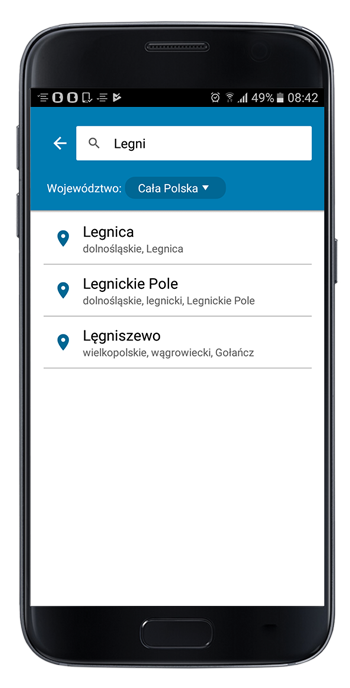 49% 08:42
Legni
Województwo: Cała Polska
Legnica
dolnośląskie, Legnica
Legnickie Pole
dolnośląskie, legnicki, Legnickie Pole
Lęgniszewo
wielkopolskie, wągrowiecki, Gołańcz